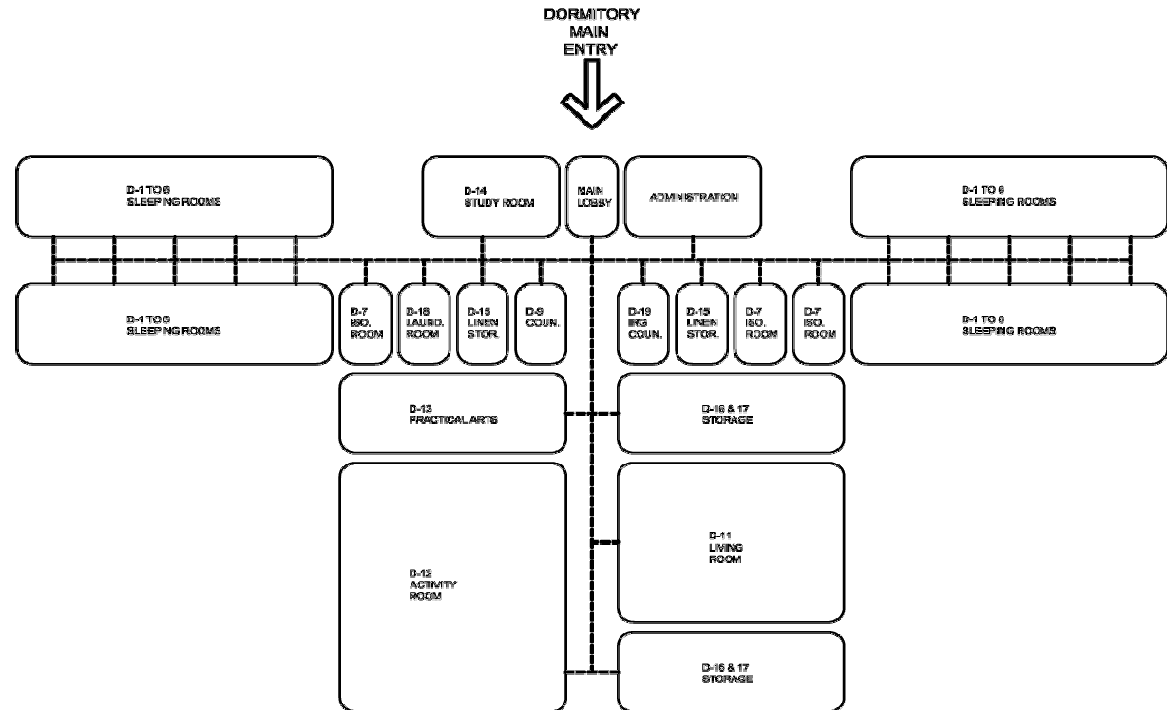 DORMITORY
MAIN
ENTRY
D-1 TO 6
SLEEPING ROOMS
D-14
STUDY ROOM
MAIN
LOBBY
ADMINISTRATION
D-1 TO 6
SLEEPING ROOMS
D-1 TO 6
SLEEPING ROOMS
D-7
ISO.
ROOM
D-18
LAUND.
ROOM
D-15
LINEN
STOR.
D-9
COUN.
D-19
COUN.
D-15
LINEN
STOR.
D-7
ISO.
ROOM
D-7
ISO.
ROOM
D-1 TO 6
SLEEPING ROOMS
D-13
PRACTICAL ARTS
D-16 & 17
STORAGE
D-12
ACTIVITY
ROOM
D-11
LIVING
ROOM
D-16 & 17
STORAGE